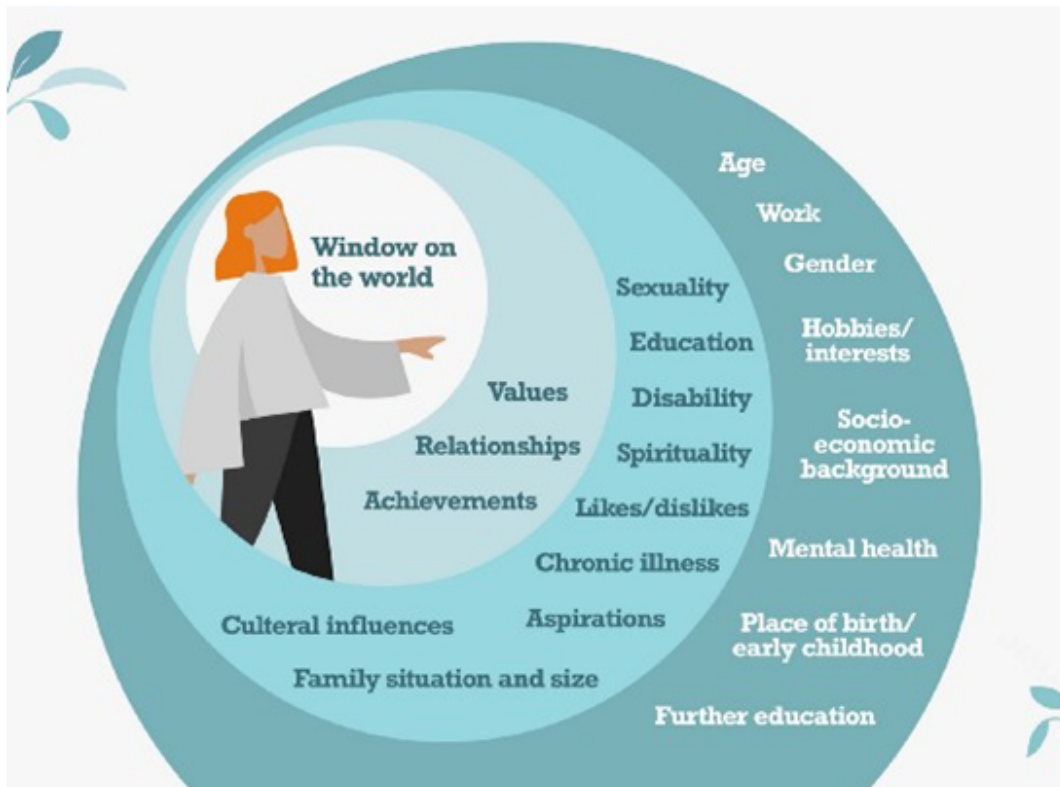 Window on
the world
Values
Relationships
Achievements
Sexuality
Education
Disability
Spirituality
Likes/dislikes
Chronic illness
Aspirations
Culteral influences
Family situation and size
Age
Work
Gender
Hobbies/
interests
Socio-
economic
background
Mental health
Place of birth/
early childhood
Further education